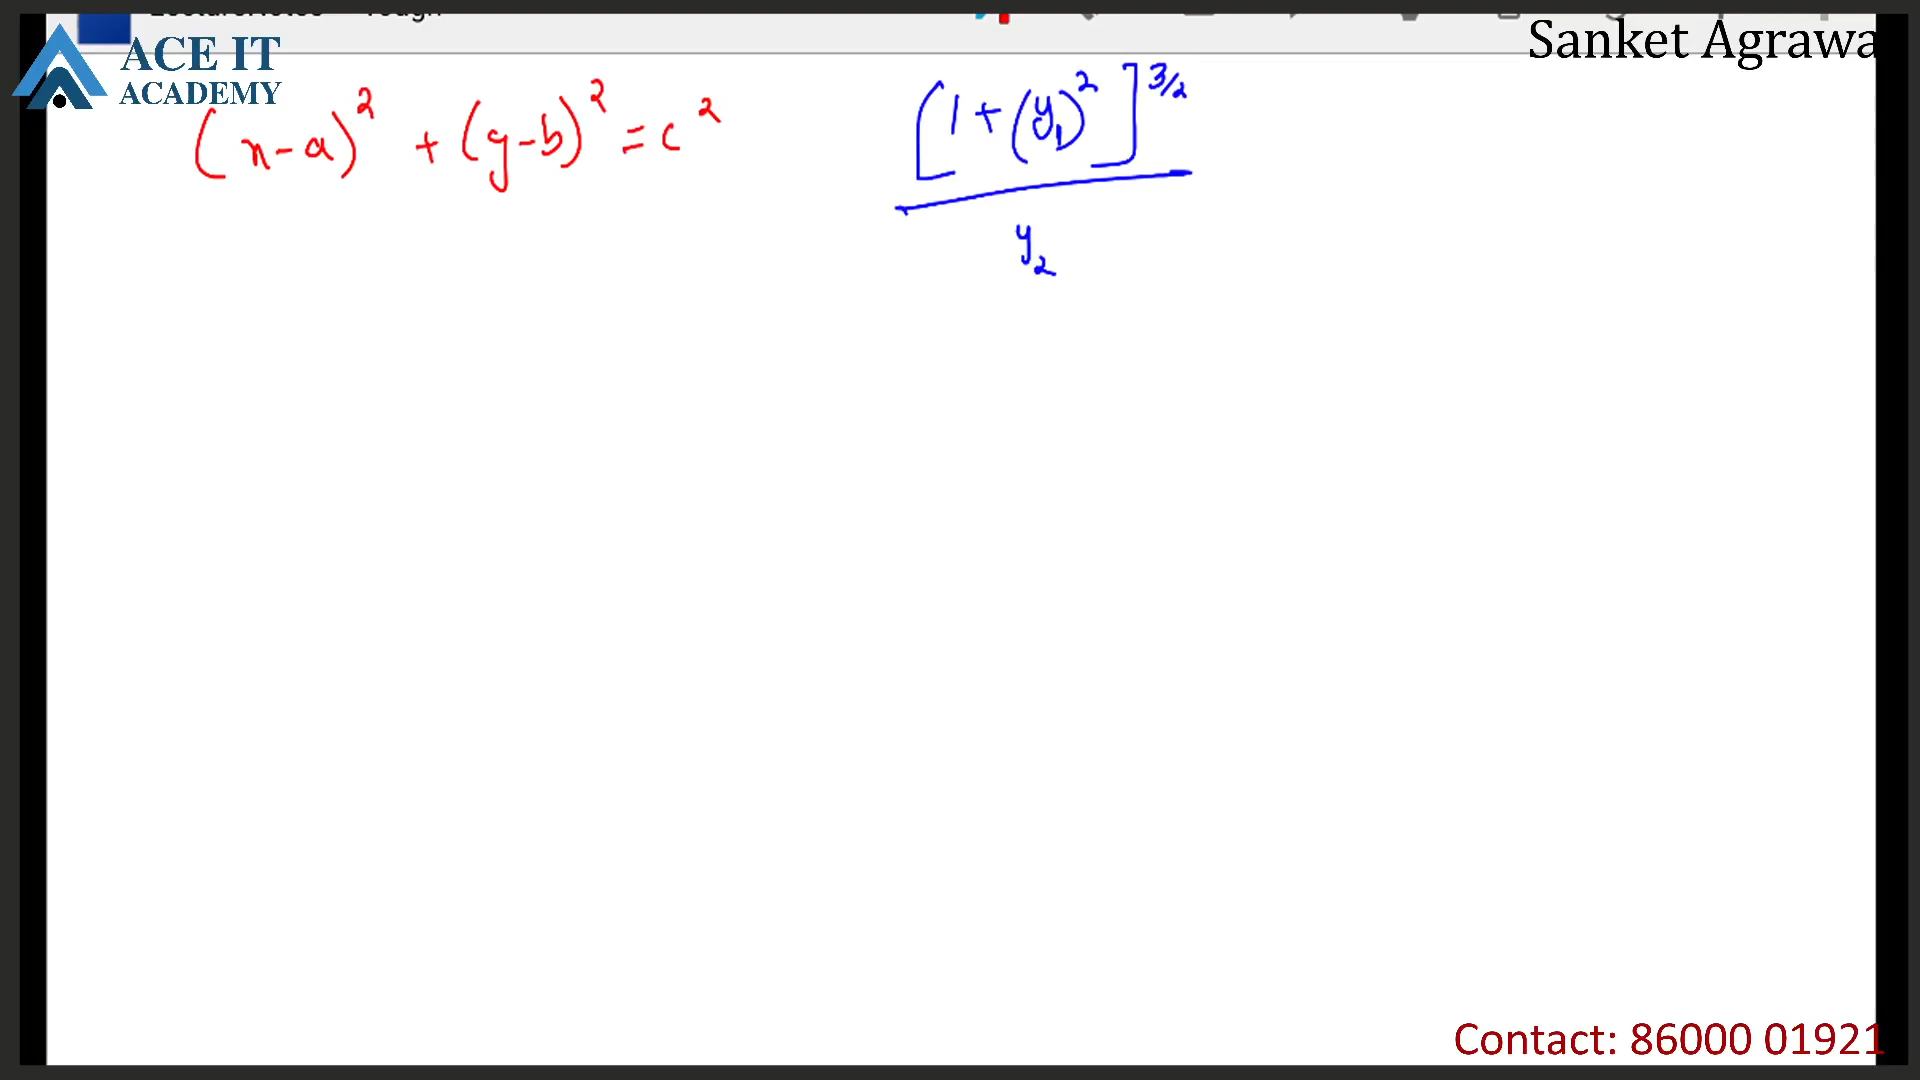 ACE IT
ACADEMY
Sanket Agrawa
(x-a)² + (y-b)² = c²
[1 + (y₁)²]^3/2
y₂
Contact: 86000 01921